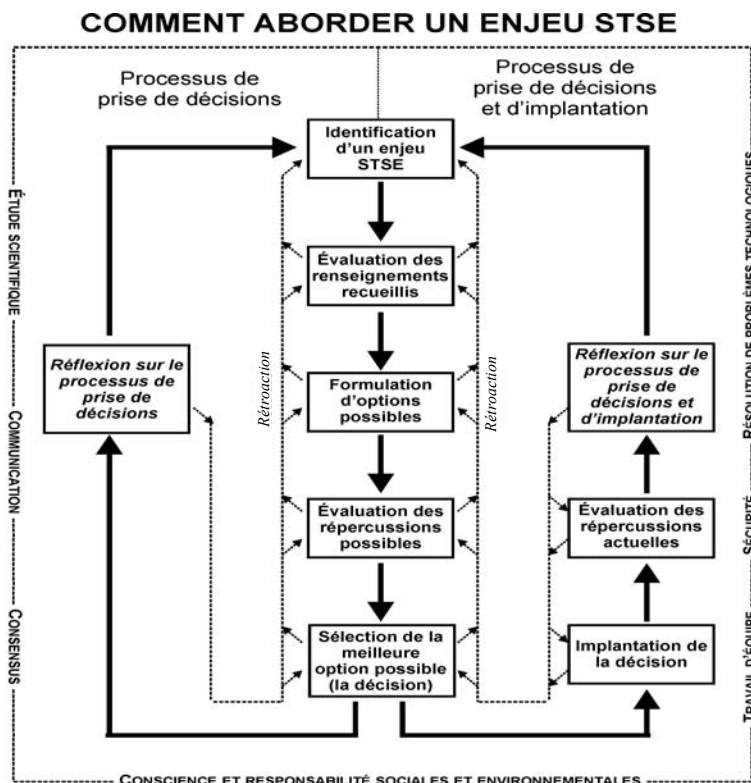 COMMENT ABORDER UN ENJEU STSE
Processus de
prise de décisions
Processus de
prise de décisions
et d'implantation
Identification
d'un enjeu
STSE
Évaluation des
renseignements
recueillis
Formulation
d'options
possibles
Évaluation des
répercussions
possibles
Sélection de la
meilleure
option possible
(la décision)
Réflexion sur le
processus de
prise de
décisions
Rétroaction
Rétroaction
Réflexion sur le
processus de
prise de
décisions et
d'implantation
Évaluation des
répercussions
actuelles
Implantation de
la décision
ÉTUDE SCIENTIFIQUE
COMMUNICATION
CONSENSUS
RÉSOLUTION DE PROBLÈMES TECHNOLOGIQUES
SÉCURITÉ
TRAVAIL D'ÉQUIPE
CONSCIENCE ET RESPONSABILITÉ SOCIALES ET ENVIRONNEMENTALES